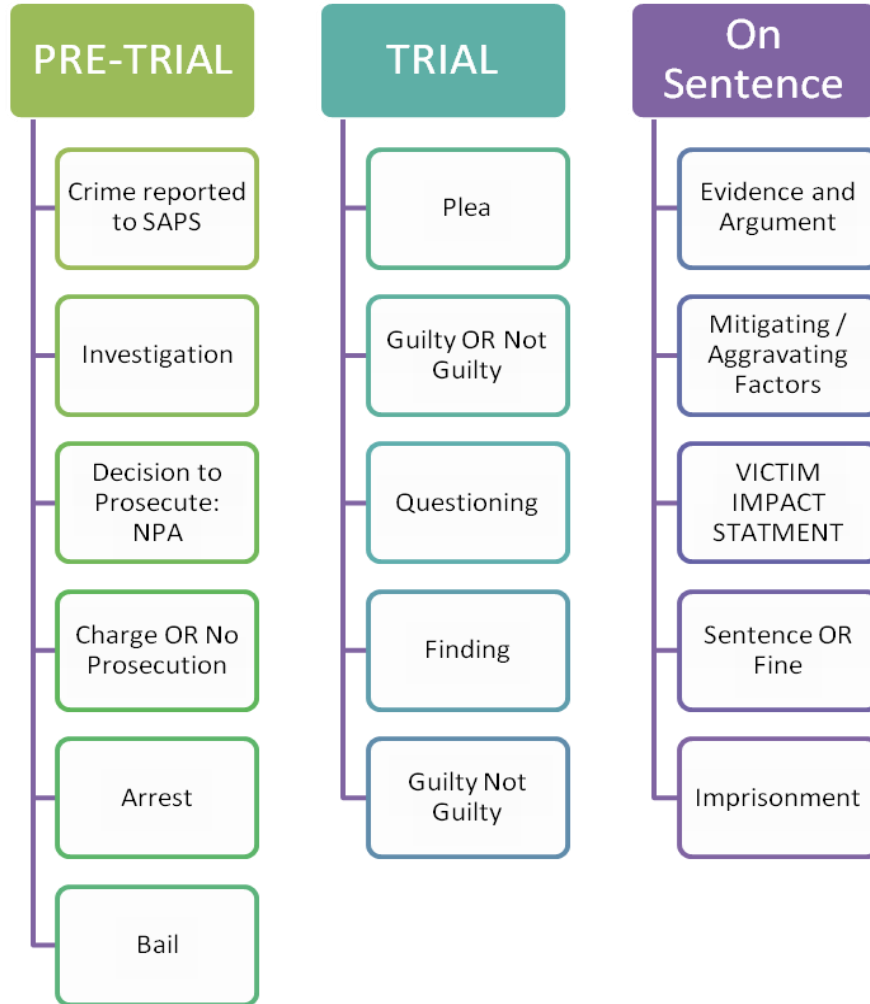 PRE-TRIAL
Crime reported
to SAPS
Investigation
Decision to
Prosecute:
NPA
Charge OR No
Prosecution
Arrest
Bail
TRIAL
Plea
Guilty OR Not
Guilty
Questioning
Finding
Guilty Not
Guilty
On
Sentence
Evidence and
Argument
Mitigating /
Aggravating
Factors
VICTIM
IMPACT
STATMENT
Sentence OR
Fine
Imprisonment